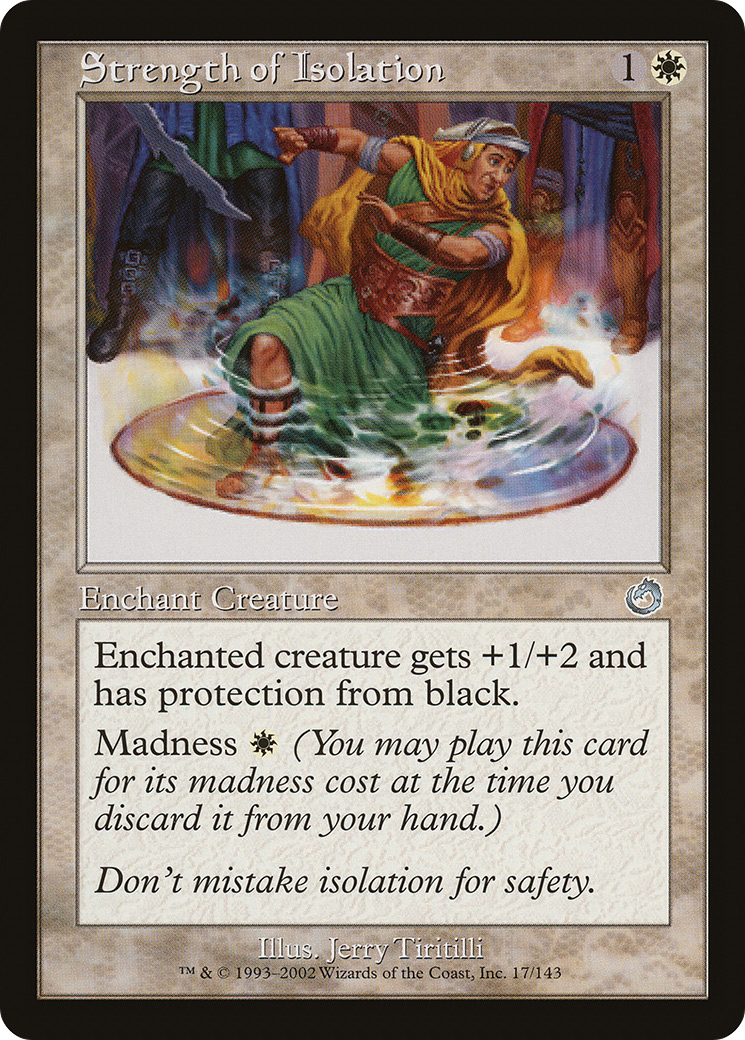 Strength of Isolation 1
Enchant Creature
Enchanted creature gets +1/+2 and
has protection from black.
Madness (You may play this card
for its madness cost at the time you
discard it from your hand.)
Don't mistake isolation for safety.
Illus. Jerry Tiritilli
™ & © 1993–2002 Wizards of the Coast, Inc. 17/143